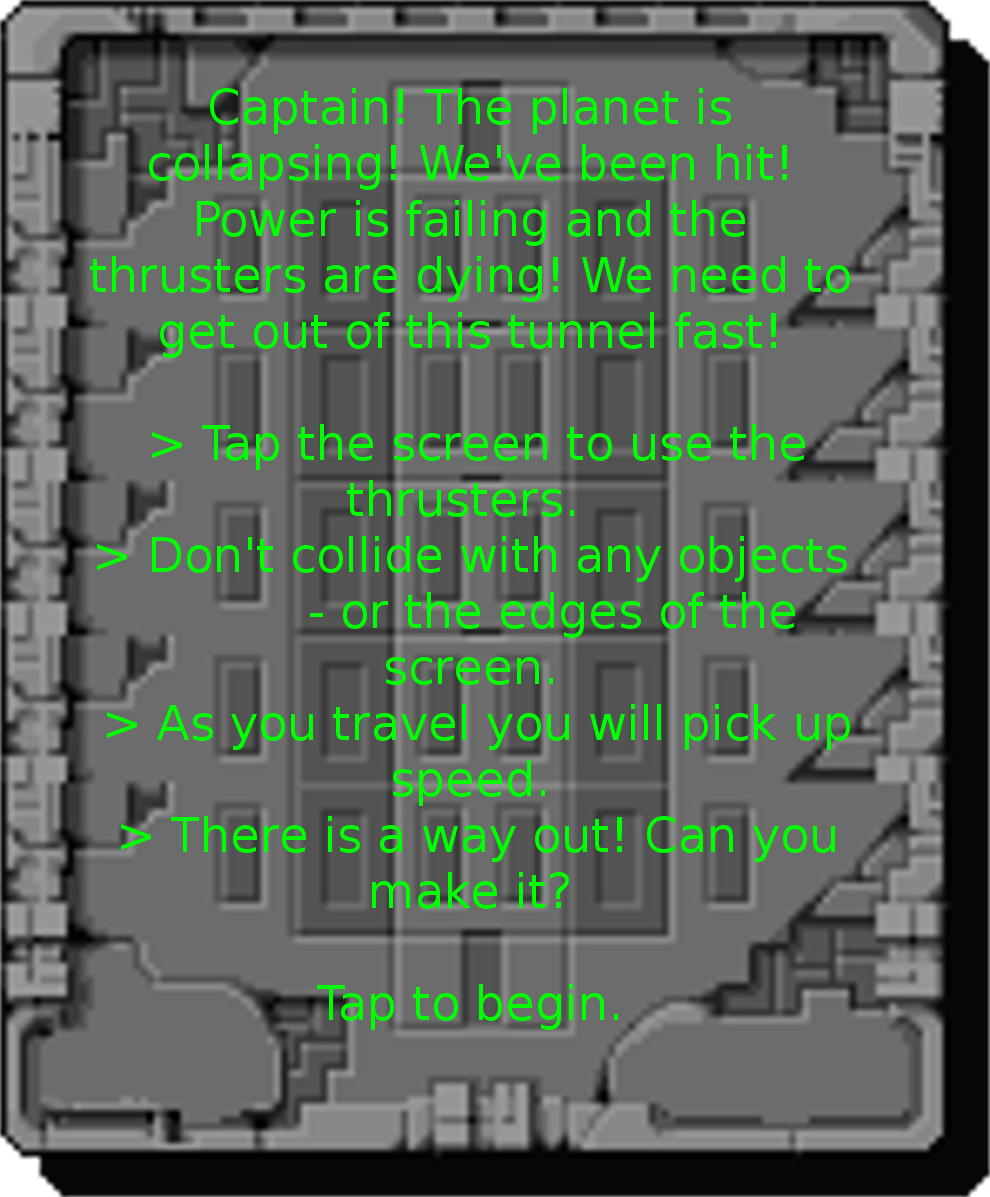 Captain! The planet is
collapsing! We've been hit!
Power is failing and the
thrusters are dying! We need to
get out of this tunnel fast!
> Tap the screen to use the
thrusters.
> Don't collide with any objects
- or the edges of the
screen.
> As you travel you will pick up
speed.
> There is a way out! Can you
make it?
Tap to begin.